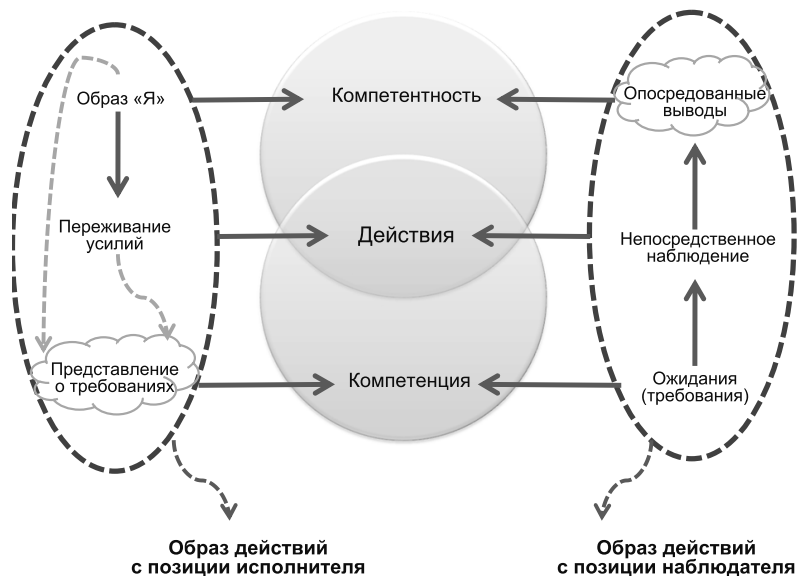 Образ «Я»
Переживание
усилий
Представление
о требованиях
Компетентность
Действия
Компетенция
Опосредованные
выводы
Непосредственное
наблюдение
Ожидания
(требования)
Образ действий
с позиции исполнителя
Образ действий
с позиции наблюдателя